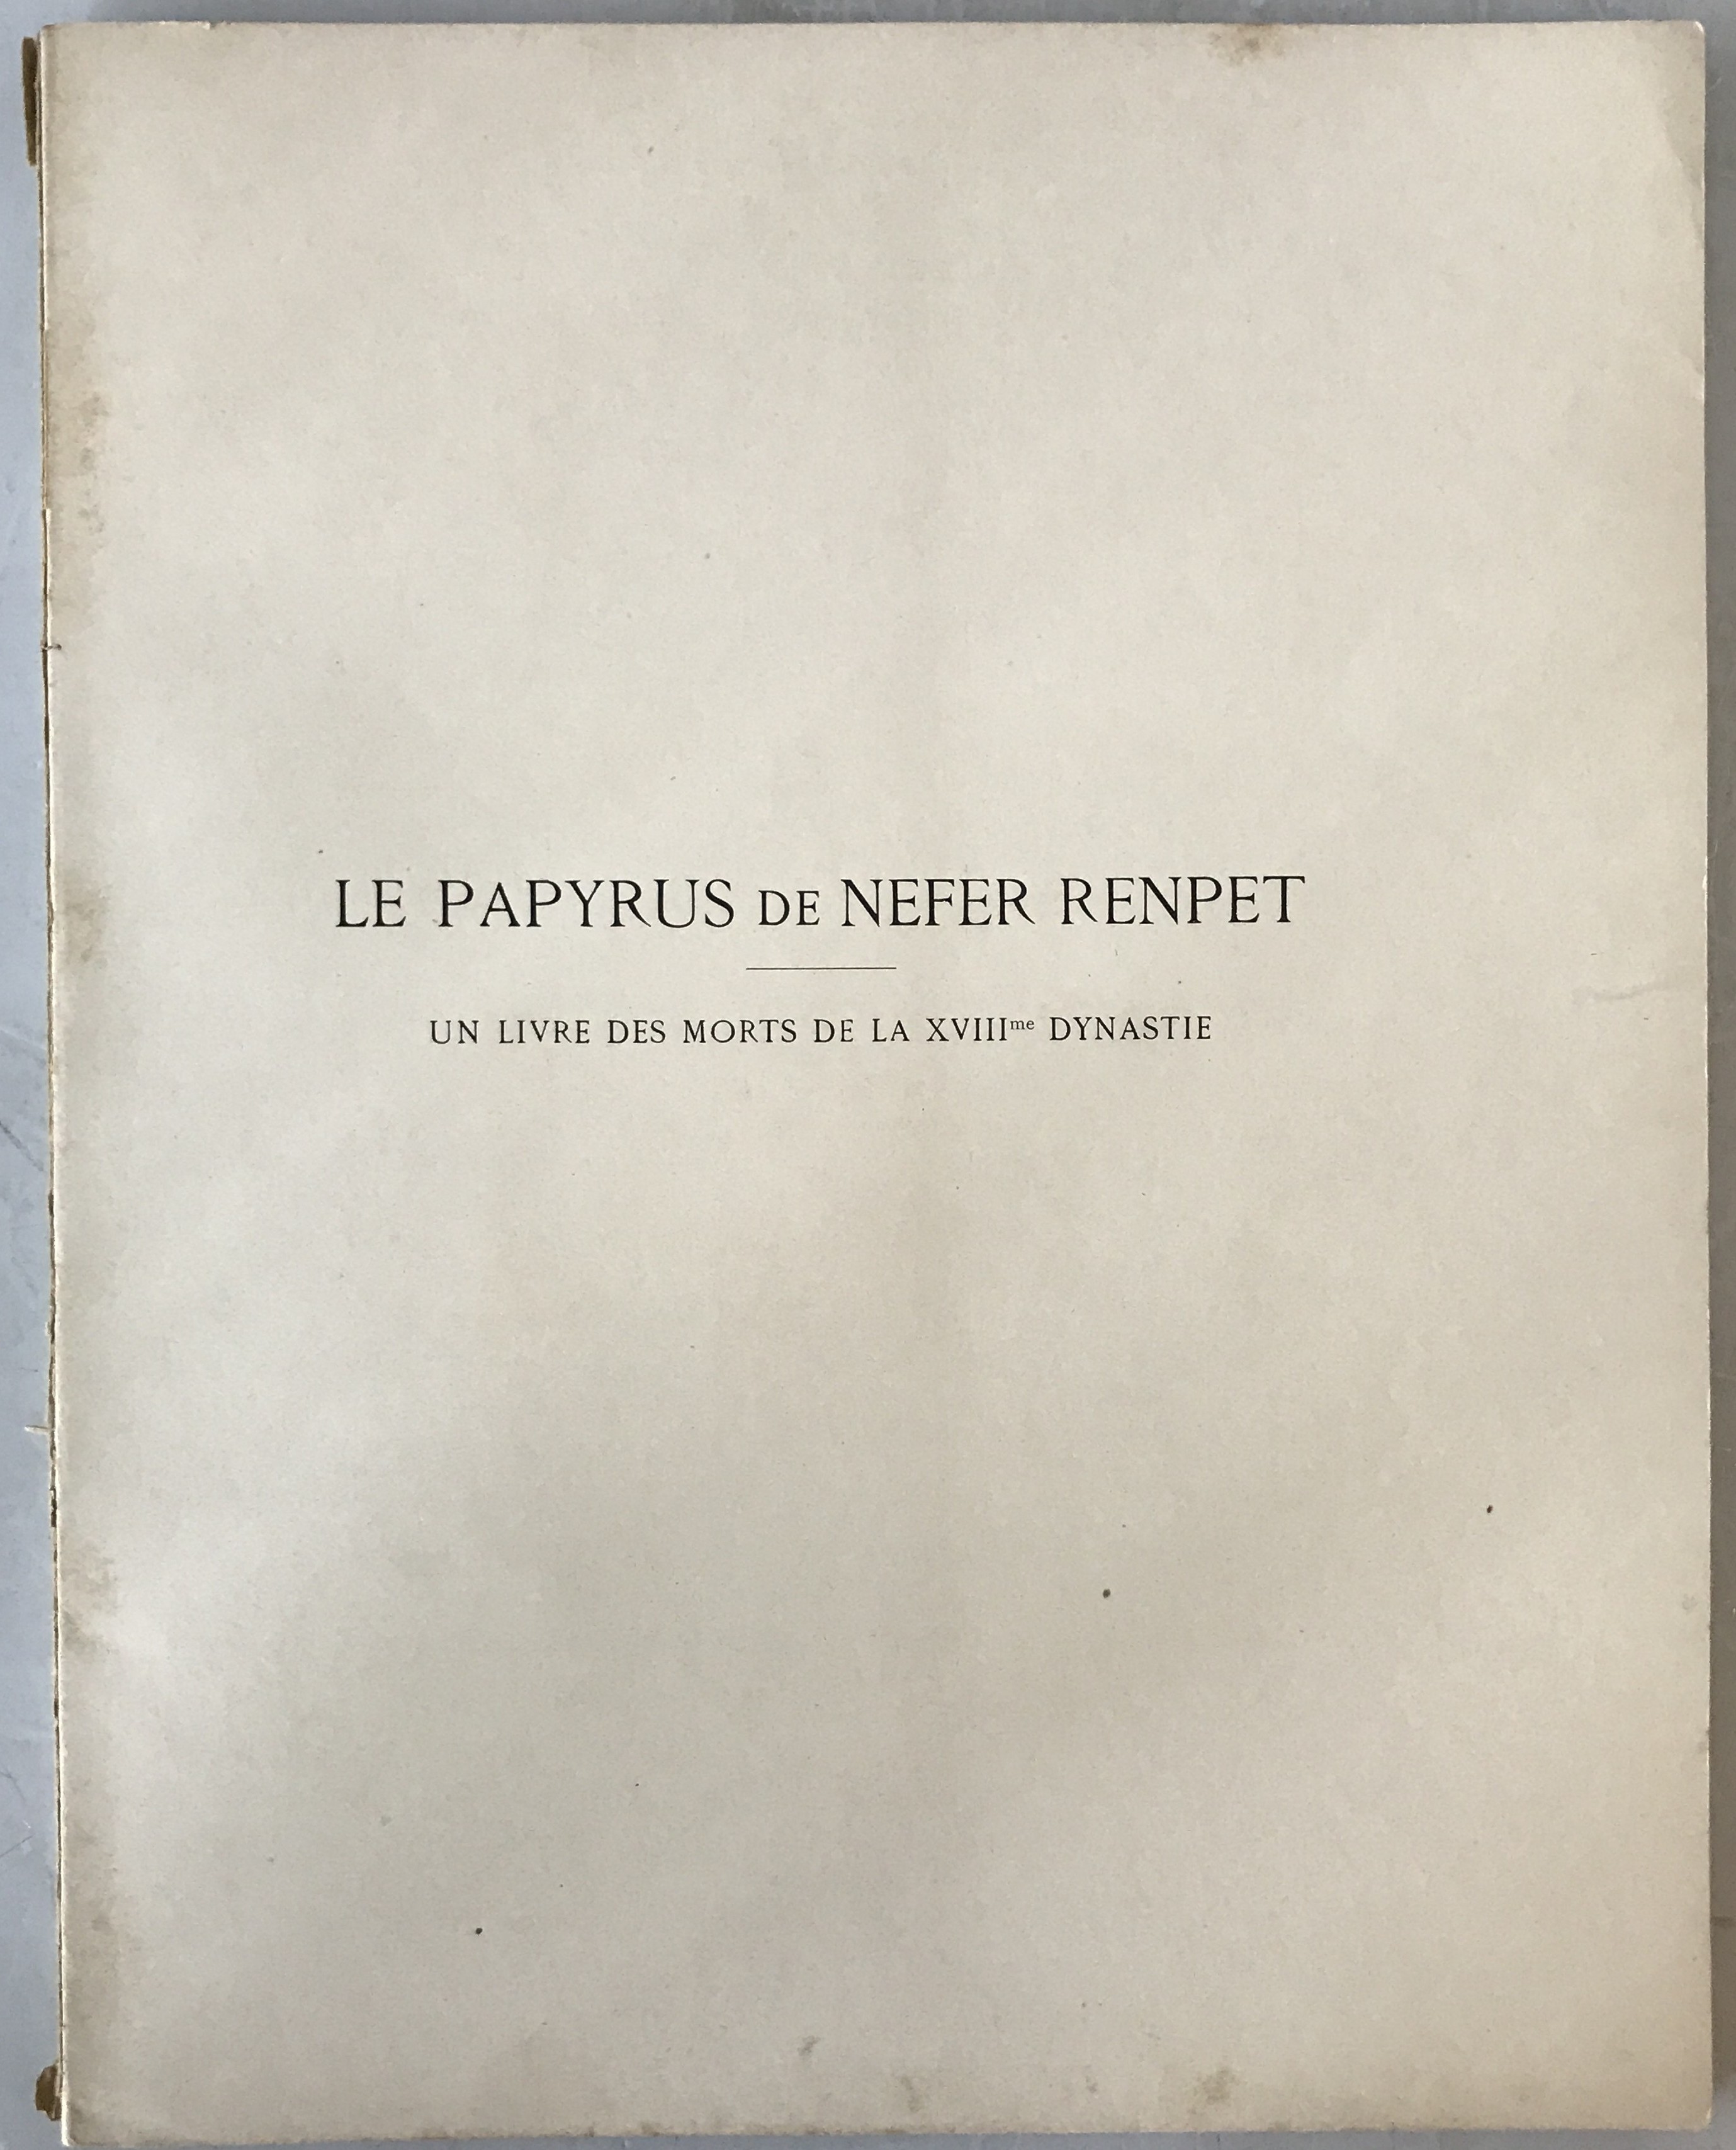 LE PAPYRUS DE NEFER RENPET
UN LIVRE DES MORTS DE LA XVIIIme DYNASTIE